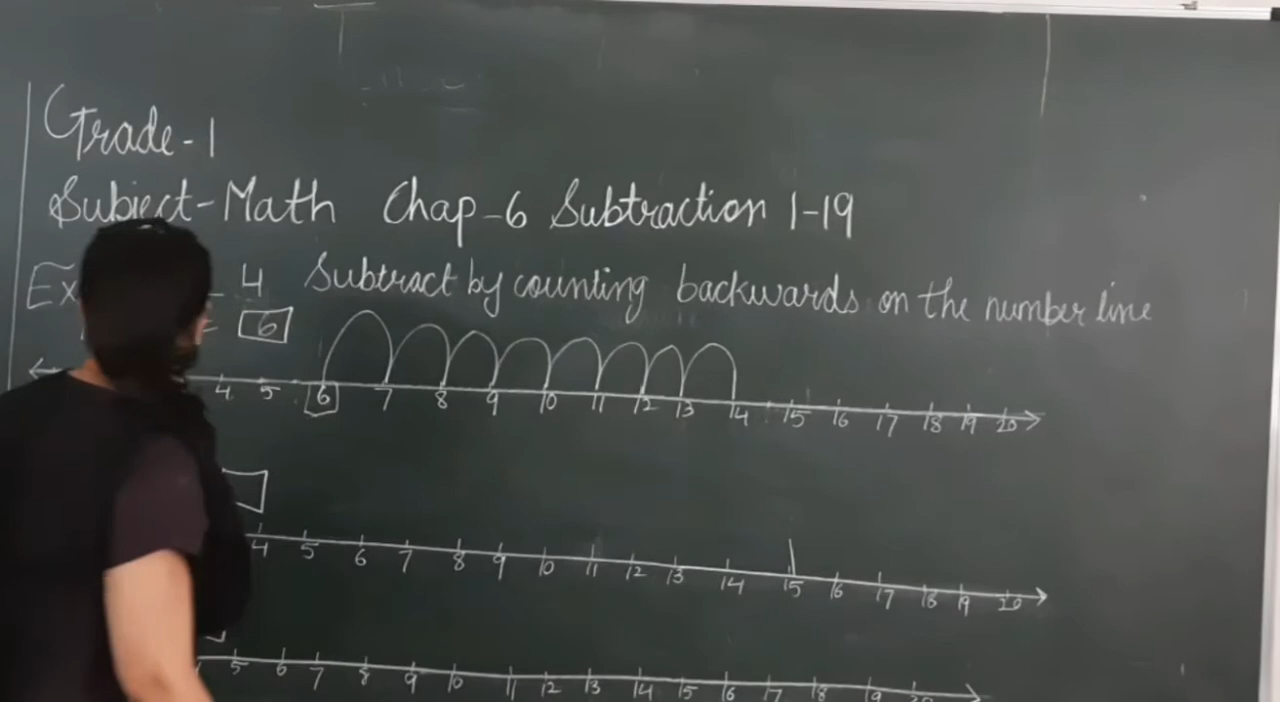 Grade-1
Subject-Math Chap-6 Subtraction 1-19
Ex - 4 Subtract by counting backwards on the number line
= 6
4 5 6 7 8 9 10 11 12 13 14 15 16 17 18 19 20
4 5 6 7 8 9 10 11 12 13 14 15 16 17 18 19 20
5 6 7 8 9 10 11 12 13 14 15 16 17 18 19 20